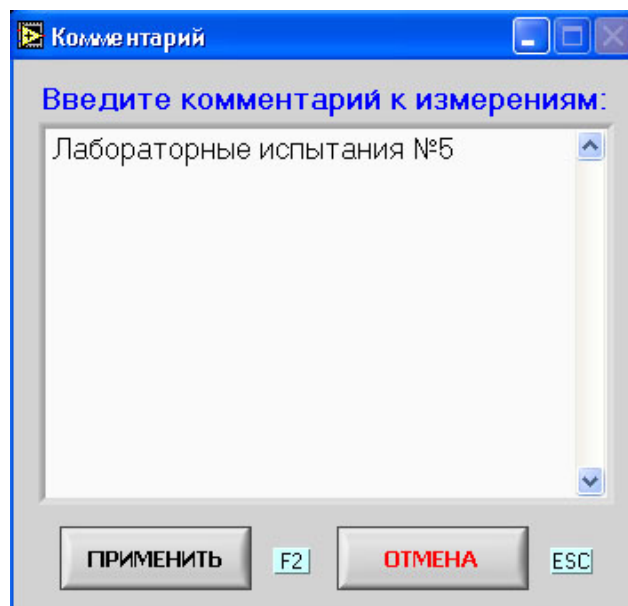 Комментарий
Введите комментарий к измерениям:
Лабораторные испытания №5
ПРИМЕНИТЬ F2 ОТМЕНА ESC